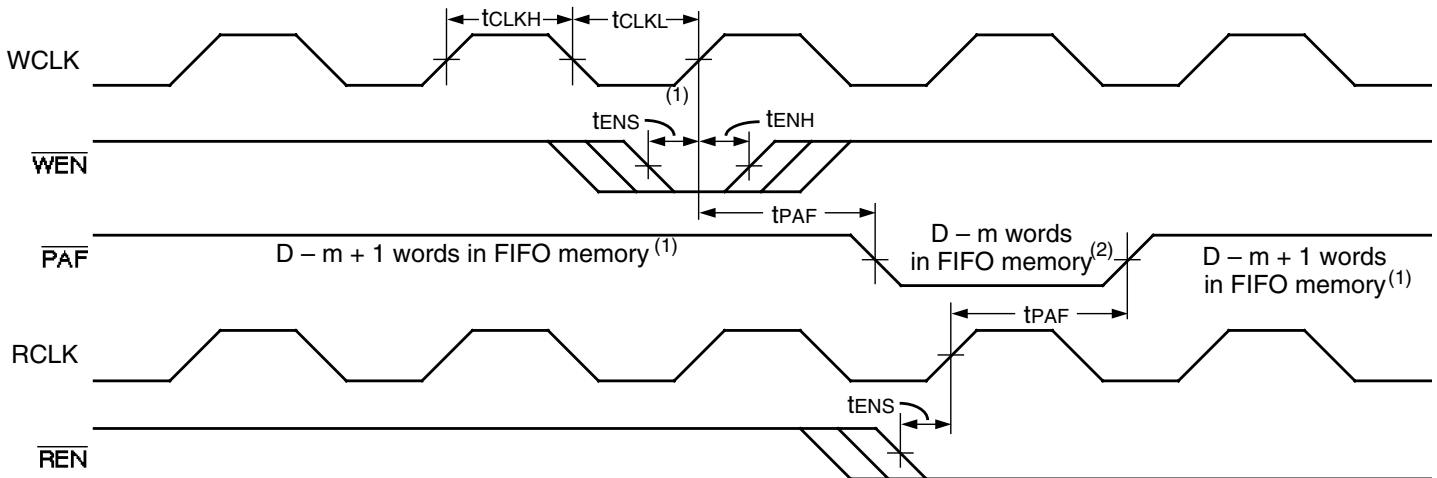 tCLKH
tCLKL
WCLK
(1)
tENS
tENH
WEN
tPAF
PAF
D – m + 1 words in FIFO memory(1)
D – m words
in FIFO memory(2)
D – m + 1 words
in FIFO memory(1)
tPAF
RCLK
tENS
REN